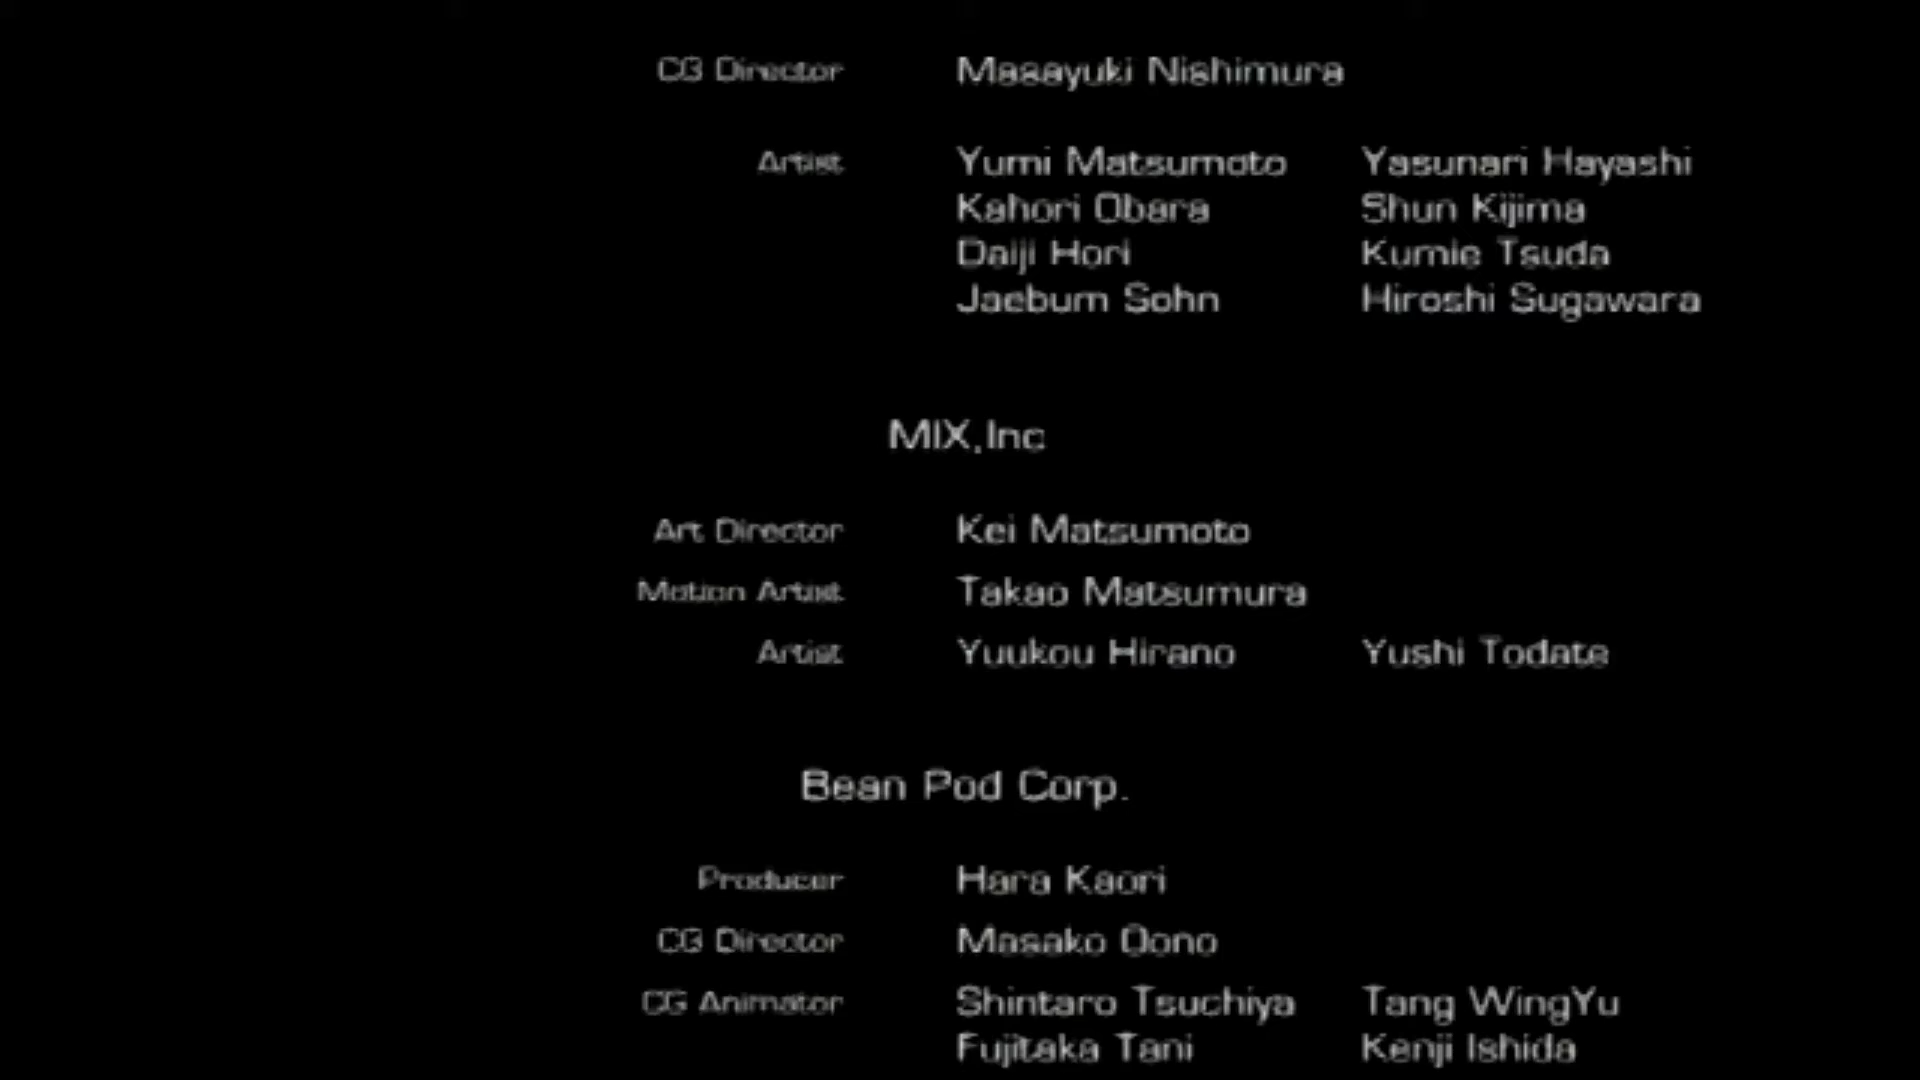 CG Director Masayuki Nishimura
Artist Yumi Matsumoto Yasunari Hayashi
Kahori Obara Shun Kijima
Daiji Hori Kumie Tsuda
Jaebum Sohn Hiroshi Sugawara
MIX,Inc
Art Director Kei Matsumoto
Motion Artist Takao Matsumura
Artist Yuukou Hirano Yushi Todate
Bean Pod Corp.
Producer Hara Kaori
CG Director Masako Oono
CG Animator Shintaro Tsuchiya Tang WingYu
Fujitaka Tani Kenji Ishida